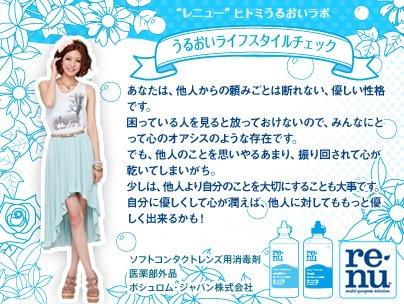 “レニュー” ヒトミうるおいラボ
うるおいライフスタイルチェック
あなたは、他人からの頼みごとは断れない、優しい性格
です。
困っている人を見ると放っておけないので、みんなにと
って心のオアシスのような存在です。
でも、他人のことを思いやるあまり、振り回されて心が
乾いてしまいがち。
少しは、他人より自分のことを大切にすることも大事です。
自分に優しくして心が潤えば、他人に対してももっと優
しく出来るかも！
ソフトコンタクトレンズ用消毒剤
医薬部外品
ボシュロム・ジャパン株式会社
re-
nu
re-
nu
re-
nu
multi-purpose solution